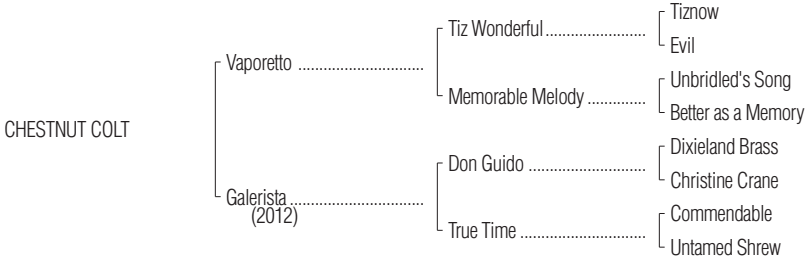 Tiznow
Tiz Wonderful
Evil
Vaporetto
Unbridled's Song
Memorable Melody
Better as a Memory
CHESTNUT COLT
Dixieland Brass
Don Guido
Christine Crane
Galerista
(2012)
Commendable
True Time
Untamed Shrew